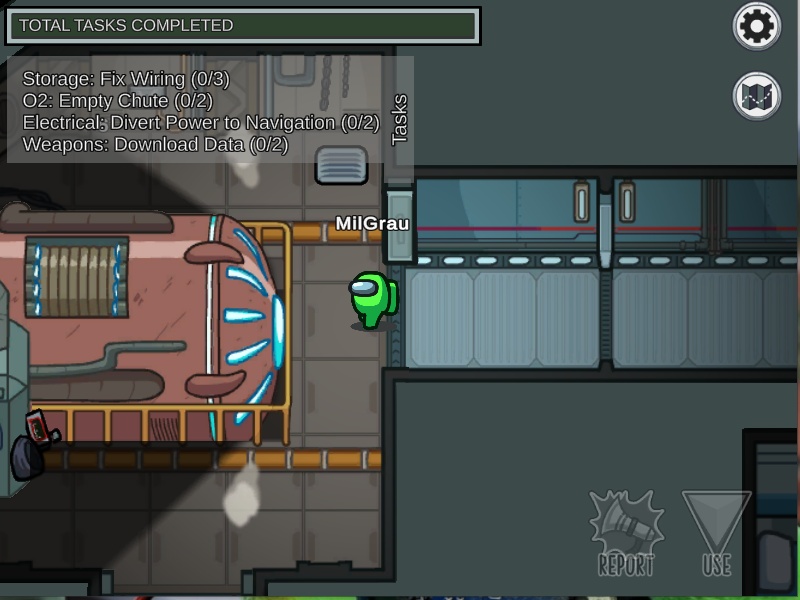 TOTAL TASKS COMPLETED
Storage: Fix Wiring (0/3)
O2: Empty Chute (0/2)
Electrical: Divert Power to Navigation (0/2)
Weapons: Download Data (0/2)
Tasks
MilGrau
REPORT
USE